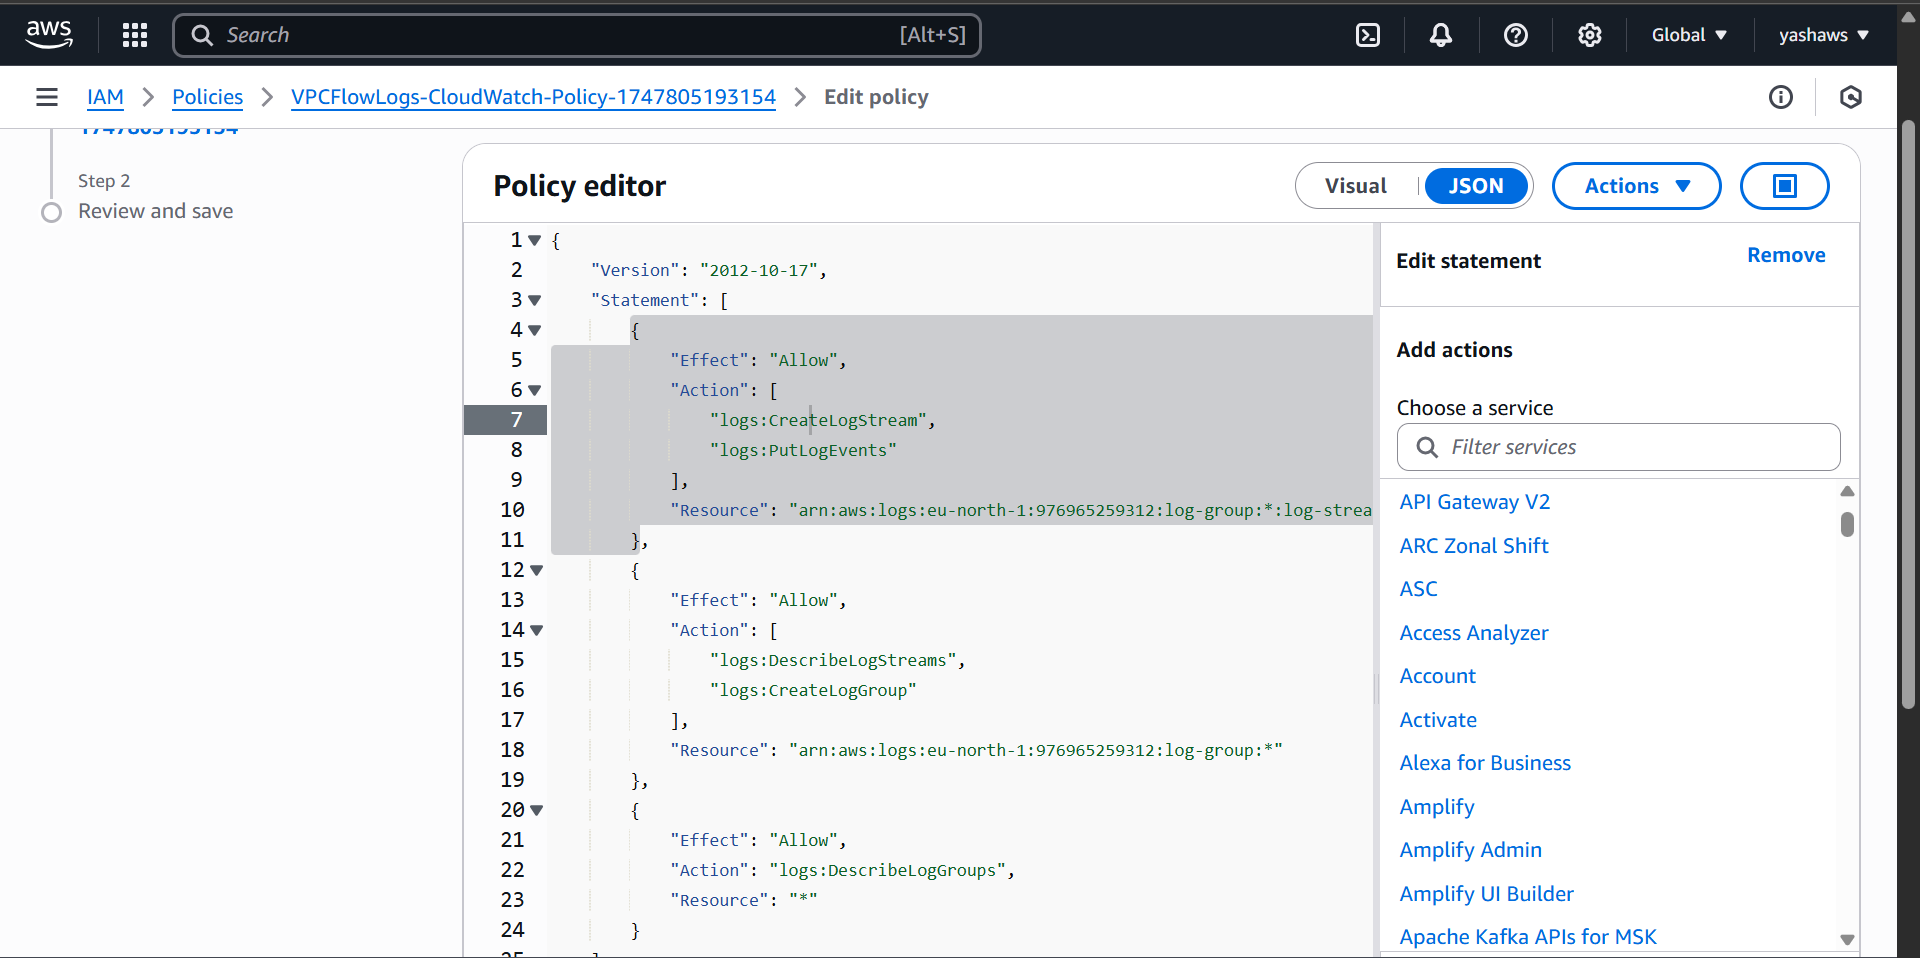 aws
Search [Alt+S]
Global
yashaws
IAM > Policies > VPCFlowLogs-CloudWatch-Policy-1747805193154 > Edit policy
1747805193154
Step 2
Review and save
Policy editor
Visual
JSON
Actions
1 {
2 "Version": "2012-10-17",
3 "Statement": [
4 {
5 "Effect": "Allow",
6 "Action": [
7 "logs:CreateLogStream",
8 "logs:PutLogEvents"
9 ],
10 "Resource": "arn:aws:logs:eu-north-1:976965259312:log-group:*:log-strea
11 },
12 {
13 "Effect": "Allow",
14 "Action": [
15 "logs:DescribeLogStreams",
16 "logs:CreateLogGroup"
17 ],
18 "Resource": "arn:aws:logs:eu-north-1:976965259312:log-group:*"
19 },
20 {
21 "Effect": "Allow",
22 "Action": "logs:DescribeLogGroups",
23 "Resource": "*"
24 }
25 ]
Edit statement
Remove
Add actions
Choose a service
Filter services
API Gateway V2
ARC Zonal Shift
ASC
Access Analyzer
Account
Activate
Alexa for Business
Amplify
Amplify Admin
Amplify UI Builder
Apache Kafka APIs for MSK